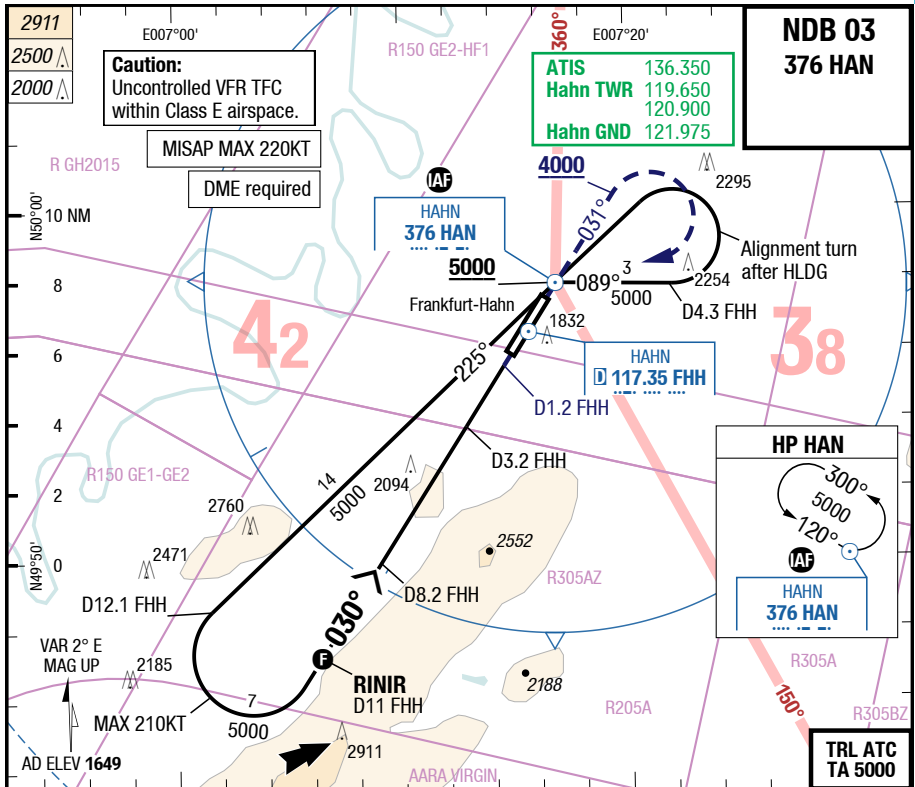 2911
2500
2000
E007°00'
R150 GE2-HF1
360°
E007°20'
NDB 03
376 HAN
Caution:
Uncontrolled VFR TFC
within Class E airspace.
ATIS 136.350
Hahn TWR 119.650
120.900
Hahn GND 121.975
MISAP MAX 220KT
R GH2015
DME required
IAF
4000
2295
HAHN
376 HAN
031°
N50°00'
10 NM
Alignment turn
after HLDG
5000
089°
3
5000
2254
8
D4.3 FHH
Frankfurt-Hahn
1832
42
38
6
225°
HAHN
D 117.35 FHH
D1.2 FHH
4
HP HAN
D3.2 FHH
R150 GE1-GE2
14
5000
2094
300°
5000
120°
2
2760
2552
IAF
HAHN
376 HAN
N49°50'
0
2471
R305AZ
D12.1 FHH
D8.2 FHH
030°
VAR 2° E
MAG UP
2185
F
RINIR
D11 FHH
2188
R305A
7
5000
MAX 210KT
R205A
150°
R305BZ
2911
AD ELEV 1649
AARA VIRGIN
TRL ATC
TA 5000